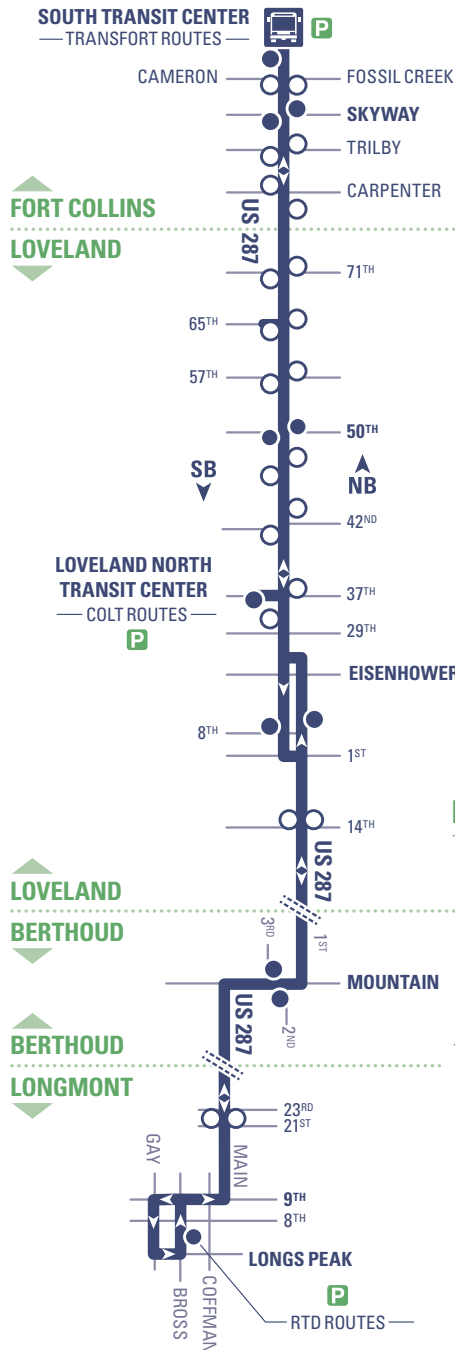 SOUTH TRANSIT CENTER
TRANSFORT ROUTES
P
CAMERON
FOSSIL CREEK
SKYWAY
TRILBY
CARPENTER
FORT COLLINS
US 287
LOVELAND
71TH
65TH
57TH
50TH
SB
NB
42ND
LOVELAND NORTH
TRANSIT CENTER
COLT ROUTES
P
37TH
29TH
EISENHOWER
8TH
1ST
14TH
US 287
LOVELAND
BERTHOUD
3RD
1ST
MOUNTAIN
2ND
US 287
BERTHOUD
LONGMONT
23RD
21ST
GAY
MAIN
9TH
8TH
LONGS PEAK
BROSS
COFFMAN
P
RTD ROUTES